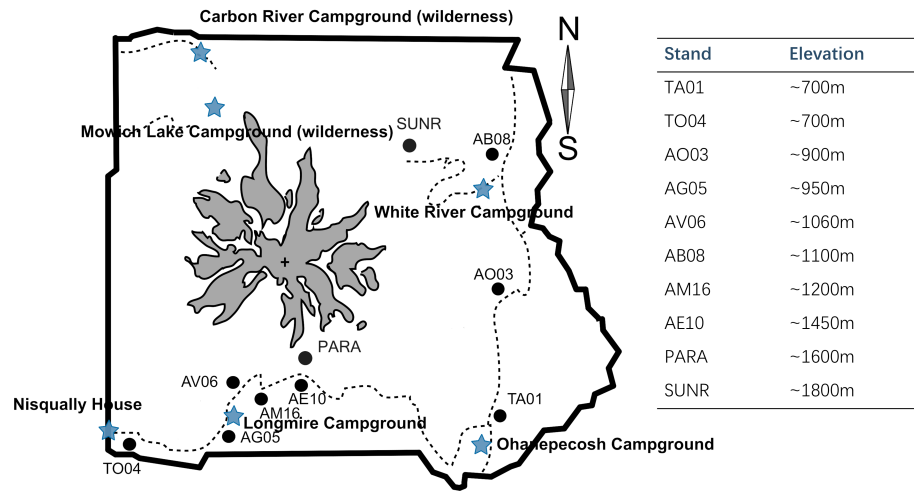 Carbon River Campground (wilderness)
N
S
Mowich Lake Campground (wilderness)
SUNR
AB08
White River Campground
AO03
PARA
AV06
AE10
AM16
TA01
Nisqually House
Longmire Campground
AG05
Ohanepecosh Campground
TO04
Stand Elevation
TA01 ~700m
TO04 ~700m
AO03 ~900m
AG05 ~950m
AV06 ~1060m
AB08 ~1100m
AM16 ~1200m
AE10 ~1450m
PARA ~1600m
SUNR ~1800m